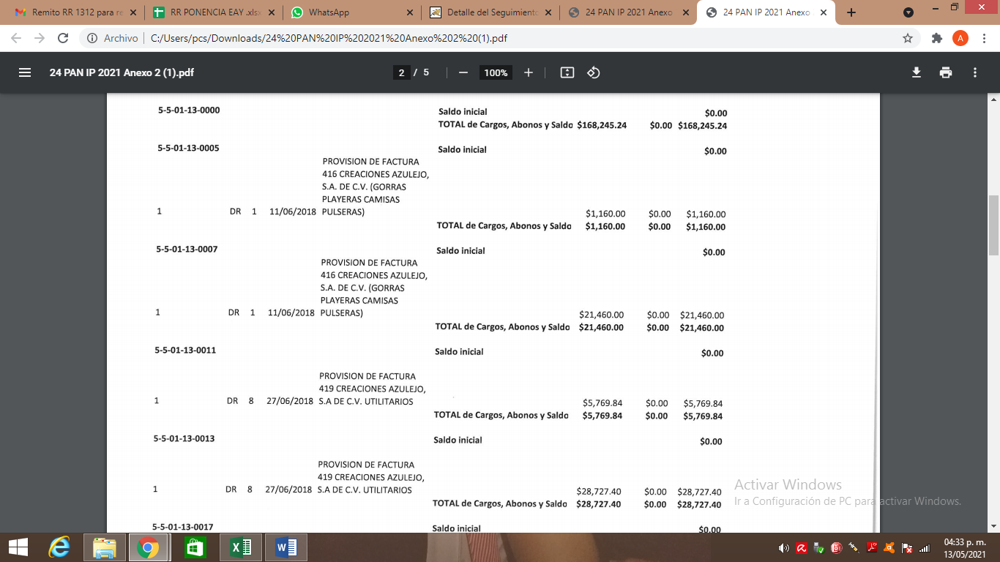 Remito RR 1312 para re
RR PONENCIA EAY .xlsx
WhatsApp
Detalle del Seguimiento
24 PAN IP 2021 Anexo
24 PAN IP 2021 Anexo
Archivo C:/Users/pcs/Downloads/24%20PAN%20IP%202021%20Anexo%202%20(1).pdf
A
24 PAN IP 2021 Anexo 2 (1).pdf
2 / 5
100%
5-5-01-13-0000 Saldo inicial $0.00
TOTAL de Cargos, Abonos y Saldo $168,245.24 $0.00 $168,245.24
5-5-01-13-0005 Saldo inicial $0.00
PROVISION DE FACTURA
416 CREACIONES AZULEJO,
S.A. DE C.V. (GORRAS
PLAYERAS CAMISAS
1 DR 1 11/06/2018 PULSERAS) $1,160.00 $0.00 $1,160.00
TOTAL de Cargos, Abonos y Saldo $1,160.00 $0.00 $1,160.00
5-5-01-13-0007 Saldo inicial $0.00
PROVISION DE FACTURA
416 CREACIONES AZULEJO,
S.A. DE C.V. (GORRAS
PLAYERAS CAMISAS
1 DR 1 11/06/2018 PULSERAS) $21,460.00 $0.00 $21,460.00
TOTAL de Cargos, Abonos y Saldo $21,460.00 $0.00 $21,460.00
5-5-01-13-0011 Saldo inicial $0.00
PROVISION DE FACTURA
419 CREACIONES AZULEJO,
1 DR 8 27/06/2018 S.A DE C.V. UTILITARIOS $5,769.84 $0.00 $5,769.84
TOTAL de Cargos, Abonos y Saldo $5,769.84 $0.00 $5,769.84
5-5-01-13-0013 Saldo inicial $0.00
PROVISION DE FACTURA
419 CREACIONES AZULEJO,
1 DR 8 27/06/2018 S.A DE C.V. UTILITARIOS $28,727.40 $0.00 $28,727.40
TOTAL de Cargos, Abonos y Saldo $28,727.40 $0.00 $28,727.40
5-5-01-13-0017 Saldo inicial $0.00
Activar Windows
Ir a Configuración de PC para activar Windows.
04:33 p. m.
13/05/2021